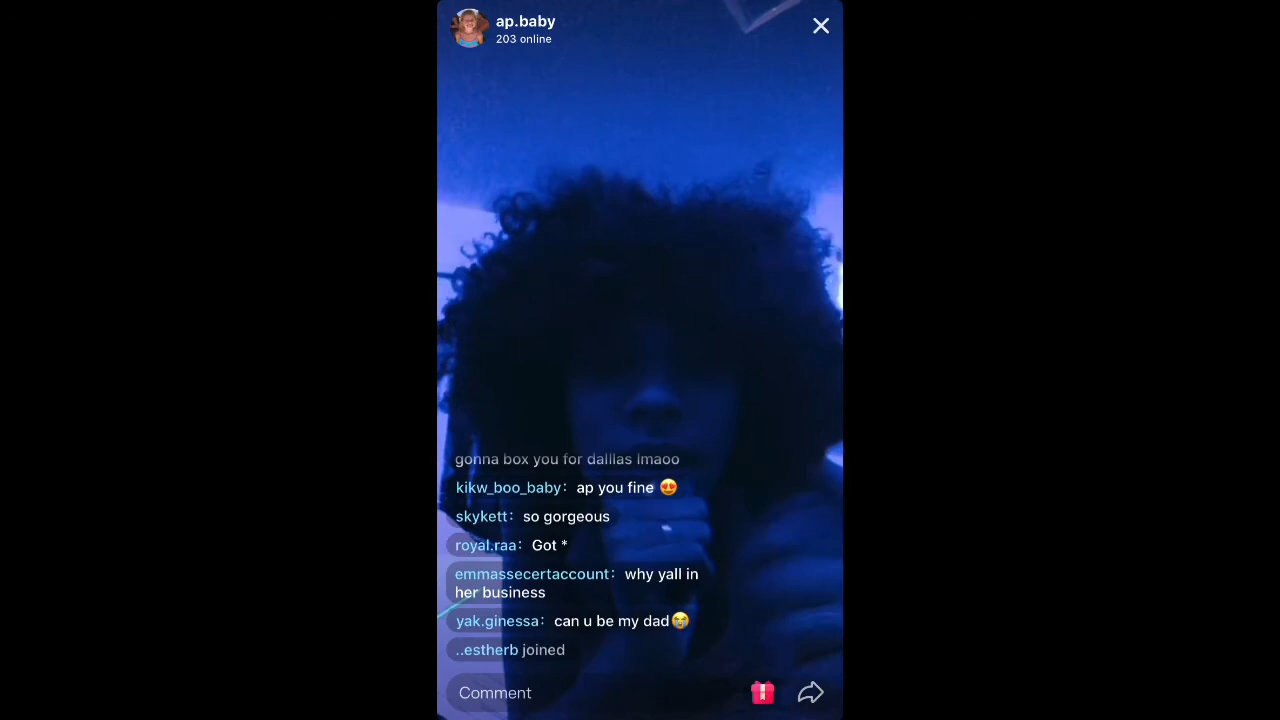 ap.baby
203 online
gonna box you for dalllas lmaoo
kikw_boo_baby: ap you fine 😍
skykett: so gorgeous
royal.raa: Got *
emmassecertaccount: why yall in
her business
yak.ginessa: can u be my dad😭
..estherb joined
Comment